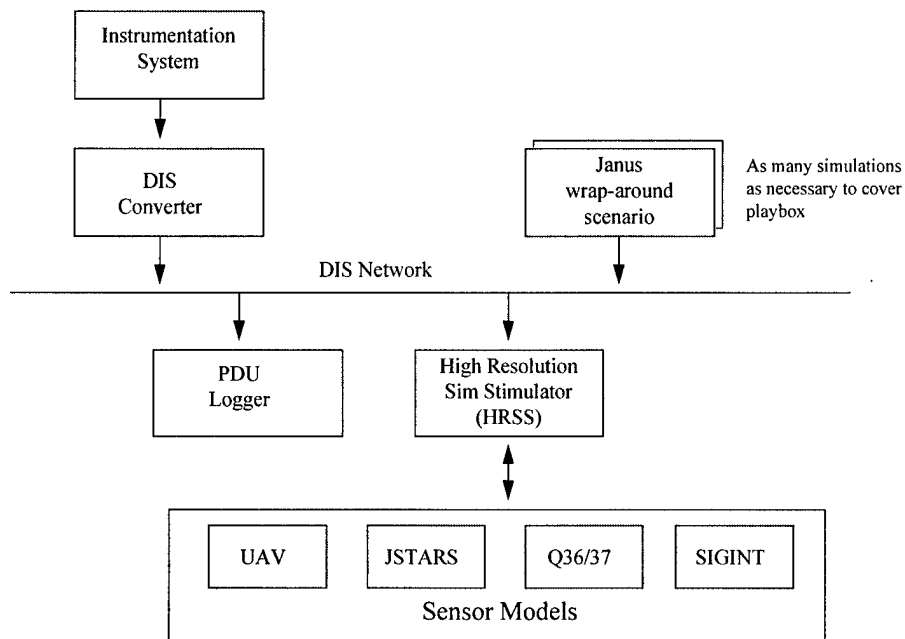 Instrumentation
System
DIS
Converter
Janus
wrap-around
scenario
As many simulations
as necessary to cover
playbox
DIS Network
PDU
Logger
High Resolution
Sim Stimulator
(HRSS)
UAV
JSTARS
Q36/37
SIGINT
Sensor Models